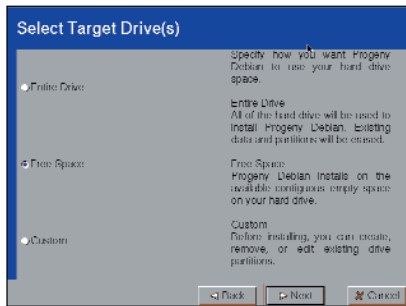 Select Target Drive(s)
Specify how you want Progeny
Debian to use your hard drive
space.
Entire Drive
Entire Drive
All of the hard drive will be used to
install Progeny Debian. Existing
data and partitions will be erased.
Free Space
Free Space
Progeny Debian installs on the
available contiguous empty space
on your hard drive.
Custom
Custom
Before installing, you can create,
remove, or edit existing drive
partitions.
Back Next Cancel